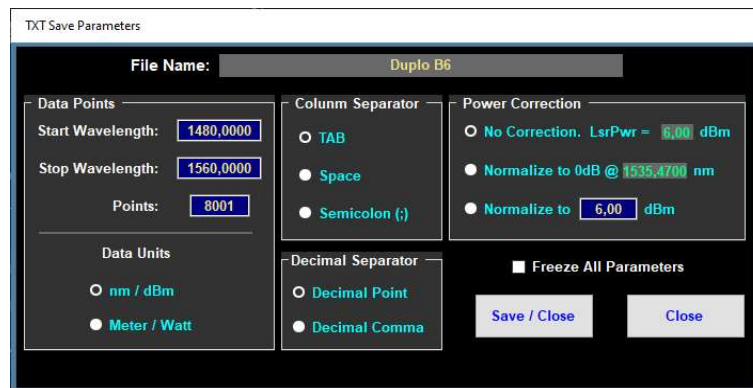 TXT Save Parameters
File Name: Duplo B6
Data Points
Start Wavelength: 1480,0000
Stop Wavelength: 1560,0000
Points: 8001
Data Units
nm / dBm
Meter / Watt
Colunm Separator
TAB
Space
Semicolon (;)
Decimal Separator
Decimal Point
Decimal Comma
Power Correction
No Correction. LsrPwr = 6,00 dBm
Normalize to 0dB @ 1535,4700 nm
Normalize to 6,00 dBm
Freeze All Parameters
Save / Close Close